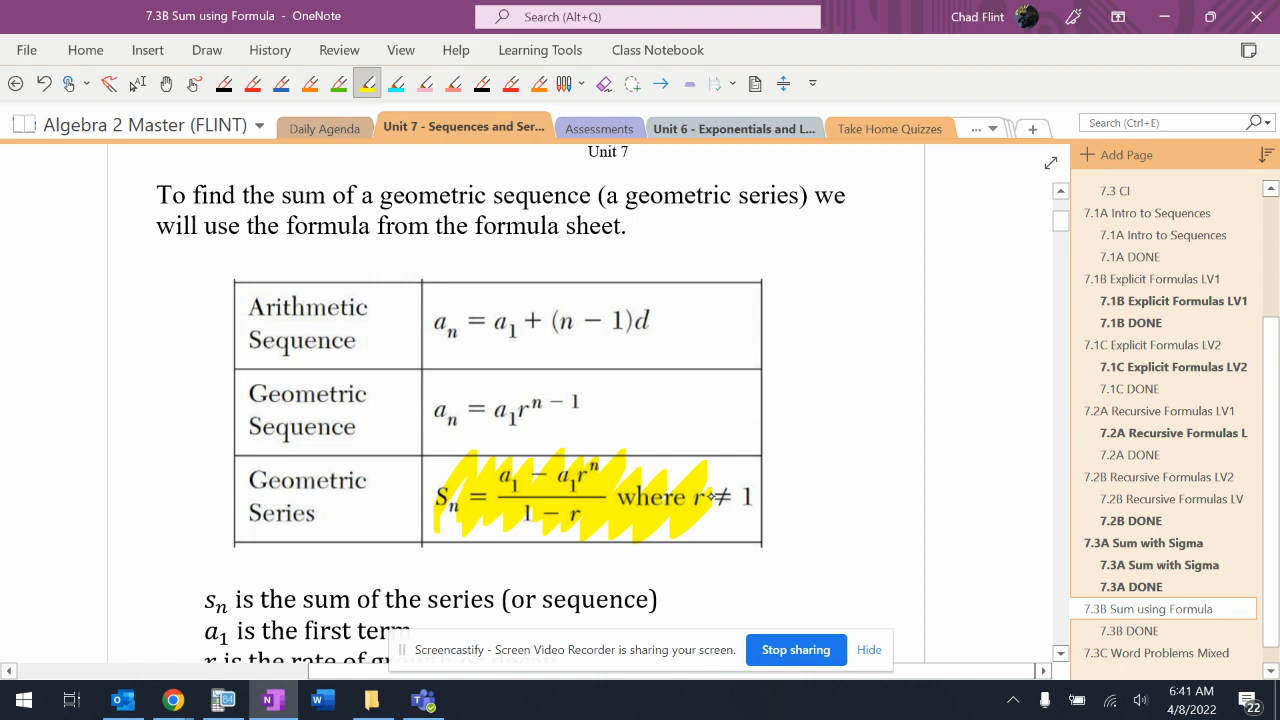 7.3B Sum using Formula - OneNote
Search (Alt+Q)
Chad Flint
File Home Insert Draw History Review View Help Learning Tools Class Notebook
Algebra 2 Master (FLINT)
Daily Agenda
Unit 7 - Sequences and Ser...
Assessments
Unit 6 - Exponentials and L...
Take Home Quizzes
...
Search (Ctrl+E)
Unit 7
To find the sum of a geometric sequence (a geometric series) we
will use the formula from the formula sheet.
Arithmetic
Sequence
aₙ = a₁ + (n − 1)d
Geometric
Sequence
aₙ = a₁rⁿ ⁻ ¹
Geometric
Series
Sₙ = (a₁ − a₁rⁿ)/(1 − r) where r ≠ 1
sₙ is the sum of the series (or sequence)
a₁ is the first term
Screencastify - Screen Video Recorder is sharing your screen.
Stop sharing
Hide
Add Page
7.3 CI
7.1A Intro to Sequences
7.1A Intro to Sequences
7.1A DONE
7.1B Explicit Formulas LV1
7.1B Explicit Formulas LV1
7.1B DONE
7.1C Explicit Formulas LV2
7.1C Explicit Formulas LV2
7.1C DONE
7.2A Recursive Formulas LV1
7.2A Recursive Formulas L
7.2A DONE
7.2B Recursive Formulas LV2
7.2B Recursive Formulas LV
7.2B DONE
7.3A Sum with Sigma
7.3A Sum with Sigma
7.3A DONE
7.3B Sum using Formula
7.3B DONE
7.3C Word Problems Mixed
84
6:41 AM
4/8/2022
22